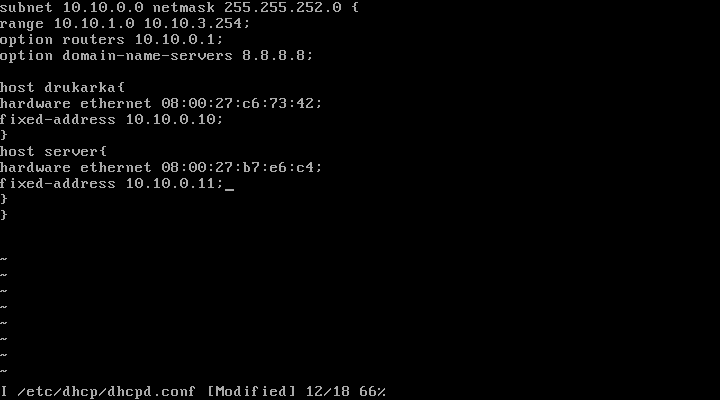 subnet 10.10.0.0 netmask 255.255.252.0 {
range 10.10.1.0 10.10.3.254;
option routers 10.10.0.1;
option domain-name-servers 8.8.8.8;

host drukarka{
hardware ethernet 08:00:27:c6:73:42;
fixed-address 10.10.0.10;
}
host server{
hardware ethernet 08:00:27:b7:e6:c4;
fixed-address 10.10.0.11;_
}
}

~
~
~
~
~
~
~
~
I /etc/dhcp/dhcpd.conf [Modified] 12/18 66%